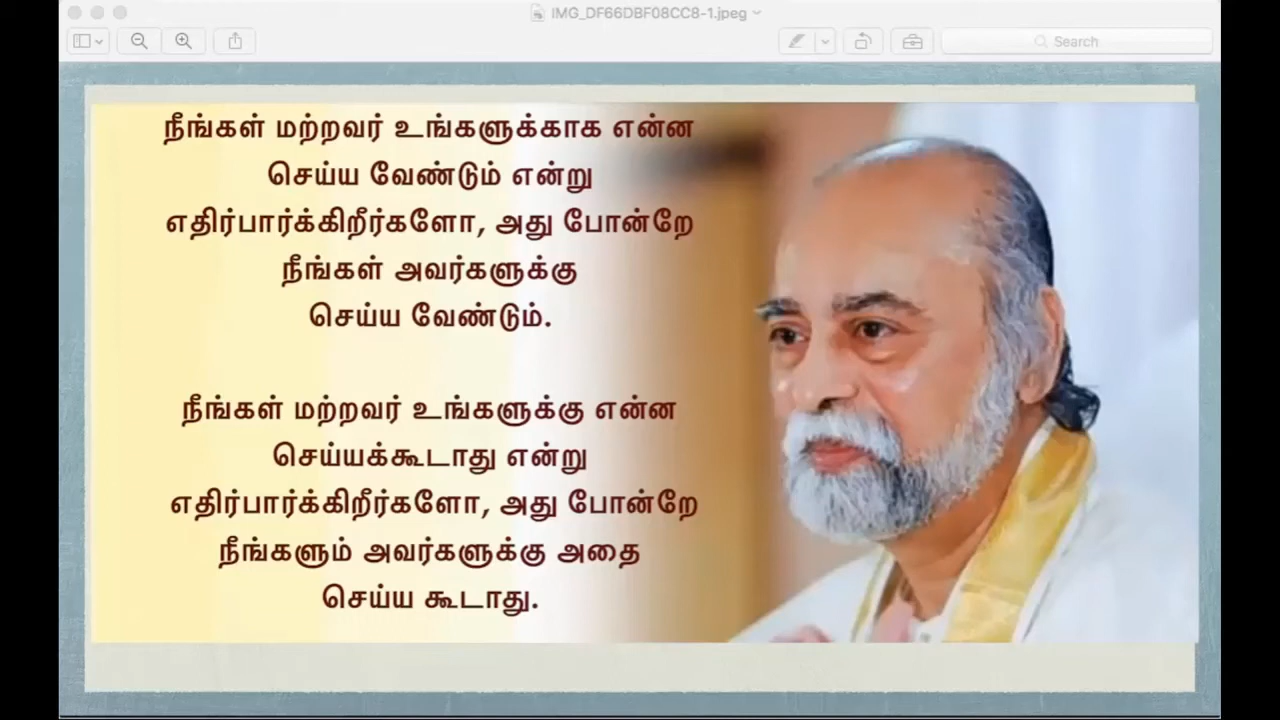 IMG_DF66DBF08CC8-1.jpeg
Search
நீங்கள் மற்றவர் உங்களுக்காக என்ன
செய்ய வேண்டும் என்று
எதிர்பார்க்கிறீர்களோ, அது போன்றே
நீங்கள் அவர்களுக்கு
செய்ய வேண்டும்.
நீங்கள் மற்றவர் உங்களுக்கு என்ன
செய்யக்கூடாது என்று
எதிர்பார்க்கிறீர்களோ, அது போன்றே
நீங்களும் அவர்களுக்கு அதை
செய்ய கூடாது.